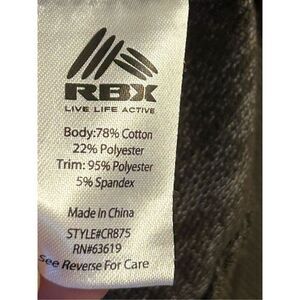 RBX
LIVE LIFE ACTIVE
Body:78% Cotton
22% Polyester
Trim: 95% Polyester
5% Spandex
Made in China
STYLE#CR875
RN#63619
see Reverse For Care